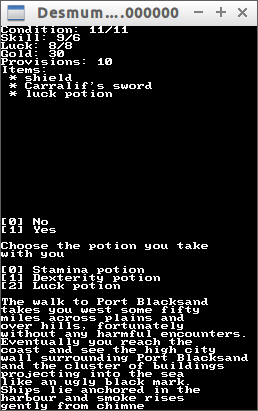 Desmum....000000
Condition: 11/11
Skill: 9/6
Luck: 8/8
Gold: 30
Provisions: 10
Items:
* shield
* Carralif's sword
* luck potion
[0] No
[1] Yes
Choose the potion you take
with you
[0] Stamina potion
[1] Dexterity potion
[2] Luck potion
The walk to Port Blacksand
takes you west some fifty
miles across plains and
over hills, fortunately
without any harmful encounters.
Eventually you reach the
coast and see the high city
wall surrounding Port Blacksand
and the cluster of buildings
projecting into the sea
like an ugly black mark.
Ships lie anchored in the
harbour and smoke rises
gently from chimne